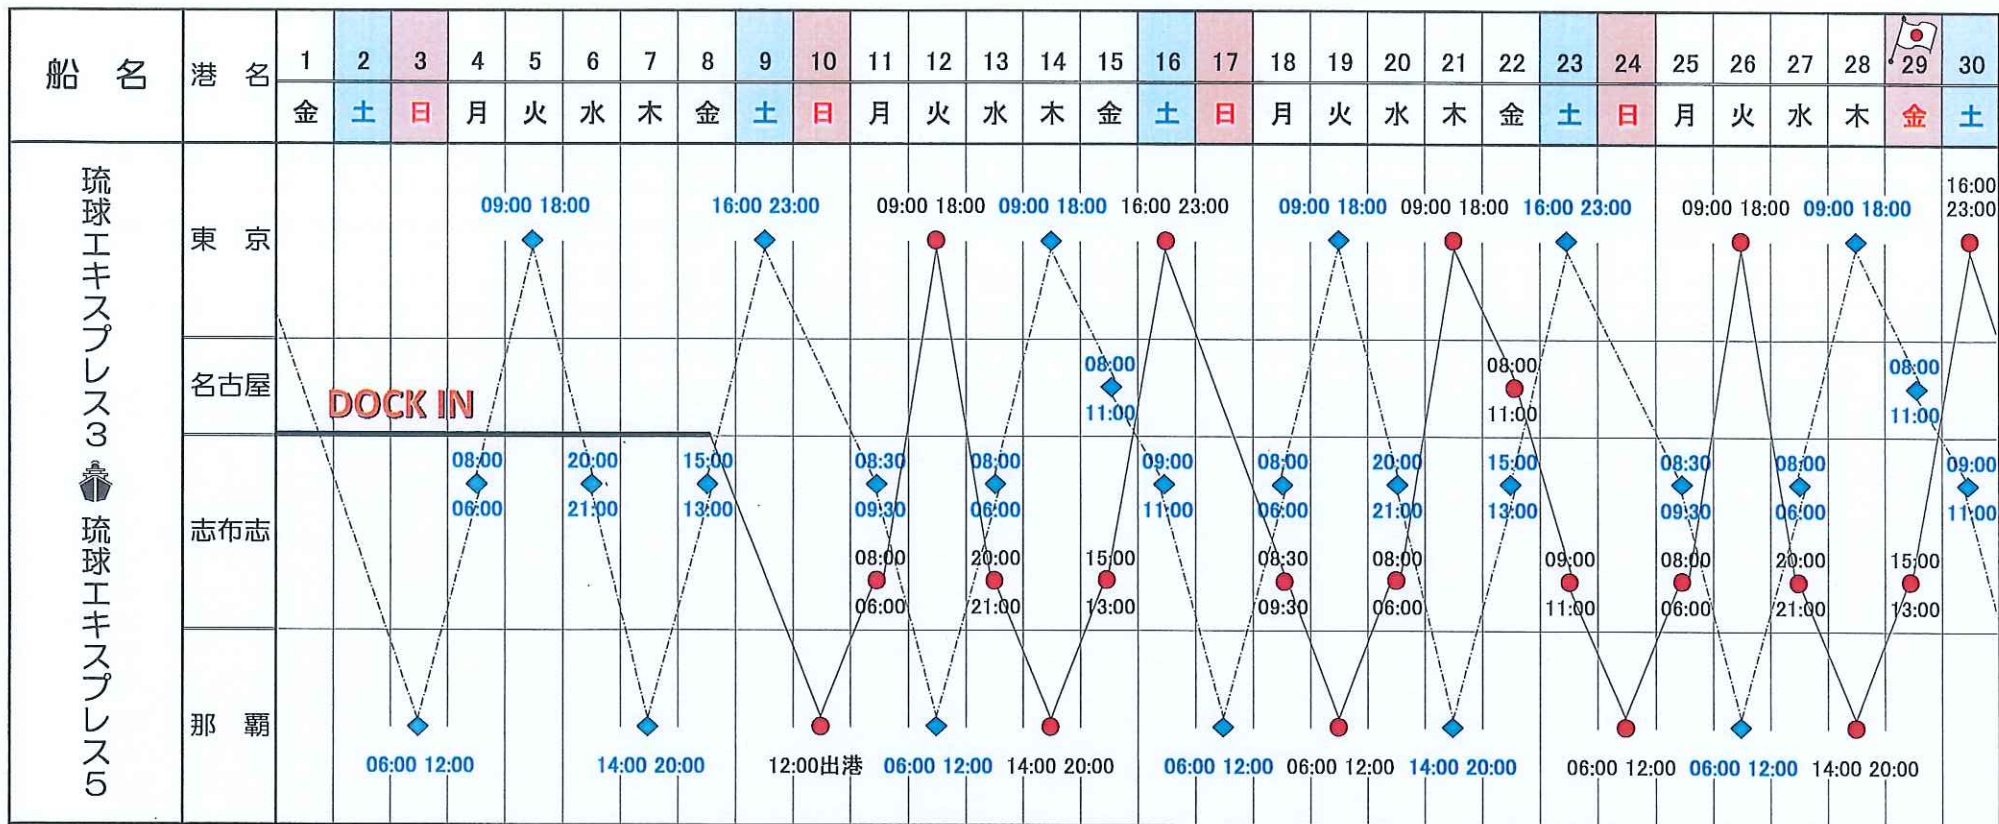 船 名
港 名
1 2 3 4 5 6 7 8 9 10 11 12 13 14 15 16 17 18 19 20 21 22 23 24 25 26 27 28 29 30
金 土 日 月 火 水 木 金 土 日 月 火 水 木 金 土 日 月 火 水 木 金 土 日 月 火 水 木 金 土
琉球エキスプレス3
琉球エキスプレス5
東 京
16:00
09:00 18:00 16:00 23:00 09:00 18:00 09:00 18:00 16:00 23:00 09:00 18:00 09:00 18:00 16:00 23:00 09:00 18:00 09:00 18:00 23:00
名古屋
08:00 08:00 08:00
11:00 11:00 11:00
DOCK IN
志布志
08:00 20:00 15:00 08:30 08:00 09:00 08:00 20:00 15:00 08:30 08:00 09:00
06:00 21:00 13:00 09:30 06:00 11:00 06:00 21:00 13:00 09:30 06:00 11:00
08:00 20:00 15:00 08:30 08:00 09:00 08:00 20:00 15:00
06:00 21:00 13:00 09:30 06:00 11:00 06:00 21:00 13:00
那 覇
06:00 12:00 14:00 20:00 12:00出港 06:00 12:00 14:00 20:00 06:00 12:00 06:00 12:00 14:00 20:00 06:00 12:00 06:00 12:00 14:00 20:00